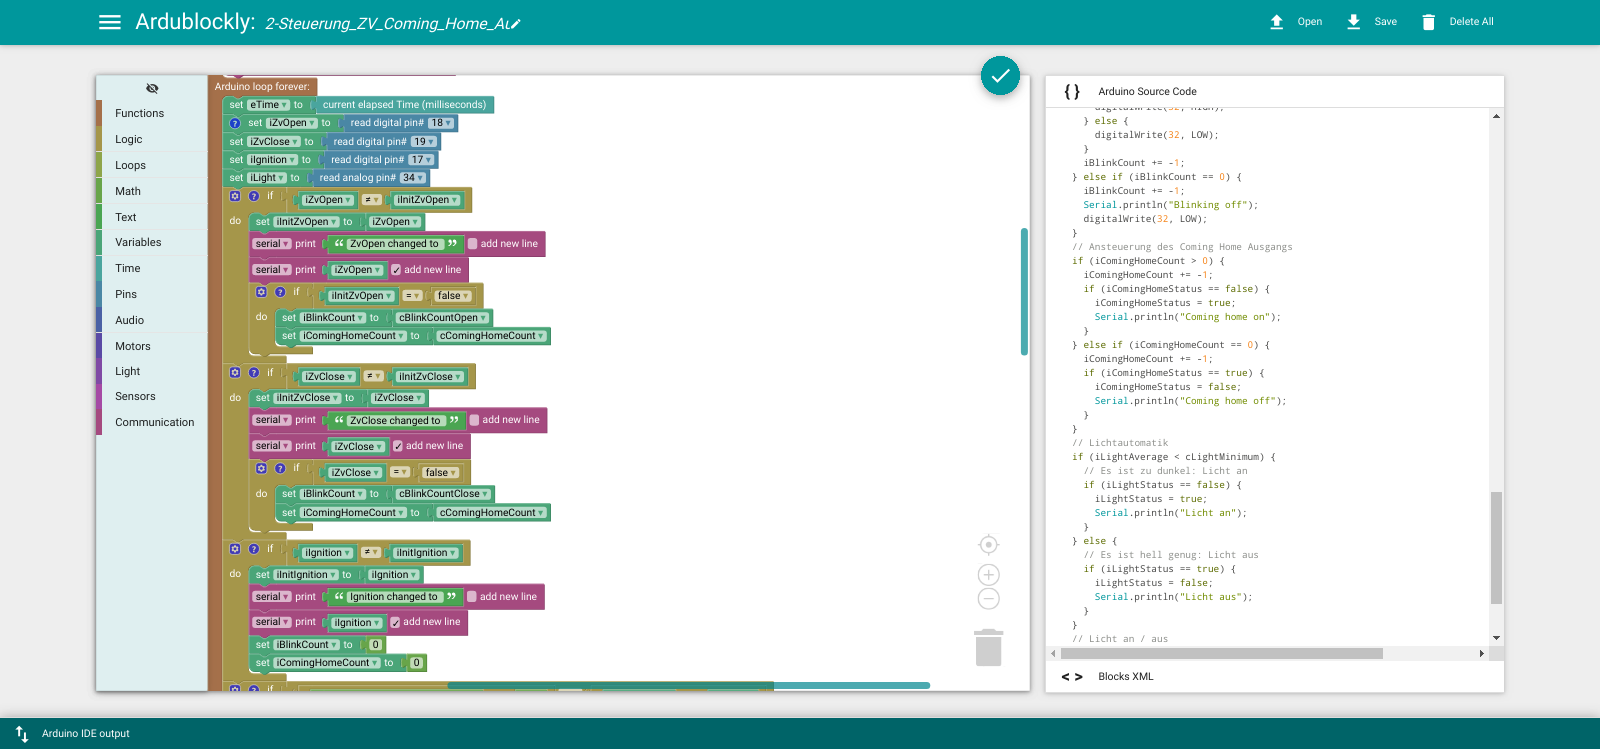 Ardublockly: 2-Steuerung_ZV_Coming_Home_Au
Open Save Delete All
Functions
Logic
Loops
Math
Text
Variables
Time
Pins
Audio
Motors
Light
Sensors
Communication
Arduino loop forever:
set eTime to current elapsed Time (milliseconds)
? set iZvOpen to read digital pin# 18
set iZvClose to read digital pin# 19
set iIgnition to read digital pin# 17
set iLight to read analog pin# 34
? if iZvOpen ≠ iInitZvOpen
do set iInitZvOpen to iZvOpen
serial print “ ZvOpen changed to ” add new line
serial print iZvOpen ✓ add new line
? if iInitZvOpen = false
do set iBlinkCount to cBlinkCountOpen
set iComingHomeCount to cComingHomeCount
? if iZvClose ≠ iInitZvClose
do set iInitZvClose to iZvClose
serial print “ ZvClose changed to ” add new line
serial print iZvClose ✓ add new line
? if iZvClose = false
do set iBlinkCount to cBlinkCountClose
set iComingHomeCount to cComingHomeCount
? if iIgnition ≠ iInitIgnition
do set iInitIgnition to iIgnition
serial print “ Ignition changed to ” add new line
serial print iIgnition ✓ add new line
set iBlinkCount to 0
set iComingHomeCount to 0
{} Arduino Source Code
digitalWrite(32, HIGH);
} else {
digitalWrite(32, LOW);
}
iBlinkCount += -1;
} else if (iBlinkCount == 0) {
iBlinkCount += -1;
Serial.println("Blinking off");
digitalWrite(32, LOW);
}
// Ansteuerung des Coming Home Ausgangs
if (iComingHomeCount > 0) {
iComingHomeCount += -1;
if (iComingHomeStatus == false) {
iComingHomeStatus = true;
Serial.println("Coming home on");
}
} else if (iComingHomeCount == 0) {
iComingHomeCount += -1;
if (iComingHomeStatus == true) {
iComingHomeStatus = false;
Serial.println("Coming home off");
}
}
// Lichtautomatik
if (iLightAverage < cLightMinimum) {
// Es ist zu dunkel: Licht an
if (iLightStatus == false) {
iLightStatus = true;
Serial.println("Licht an");
}
} else {
// Es ist hell genug: Licht aus
if (iLightStatus == true) {
iLightStatus = false;
Serial.println("Licht aus");
}
}
// Licht an / aus
< > Blocks XML
Arduino IDE output